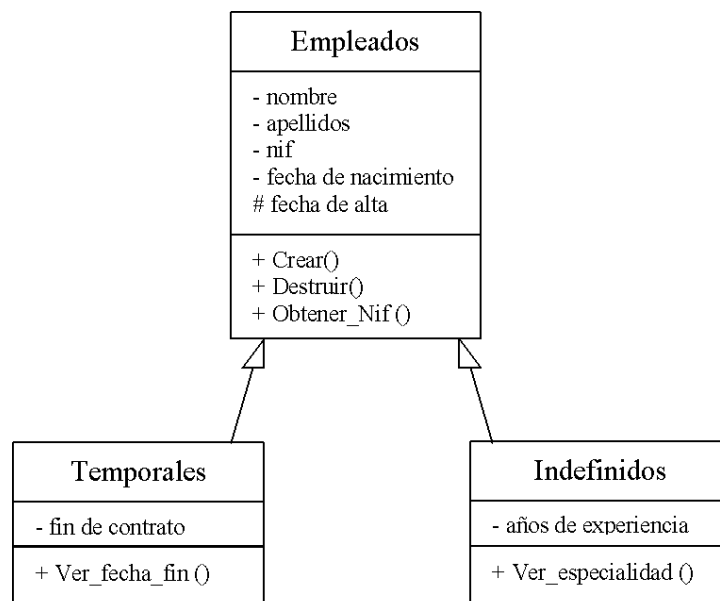 Empleados
- nombre
- apellidos
- nif
- fecha de nacimiento
# fecha de alta
+ Crear()
+ Destruir()
+ Obtener_Nif ()
Temporales
- fin de contrato
+ Ver_fecha_fin ()
Indefinidos
- años de experiencia
+ Ver_especialidad ()